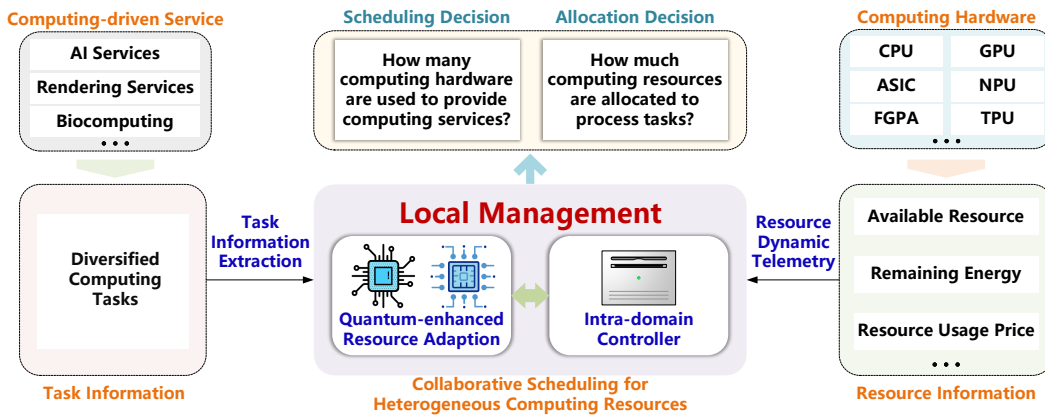 Computing-driven Service
AI Services
Rendering Services
Biocomputing
• • •
Scheduling Decision
Allocation Decision
How many
computing hardware
are used to provide
computing services?
How much
computing resources
are allocated to
process tasks?
Computing Hardware
CPU
GPU
ASIC
NPU
FGPA
TPU
• • •
Diversified
Computing
Tasks
Task Information
Task
Information
Extraction
Local Management
Quantum-enhanced
Resource Adaption
Intra-domain
Controller
Collaborative Scheduling for
Heterogeneous Computing Resources
Resource
Dynamic
Telemetry
Available Resource
Remaining Energy
Resource Usage Price
• • •
Resource Information